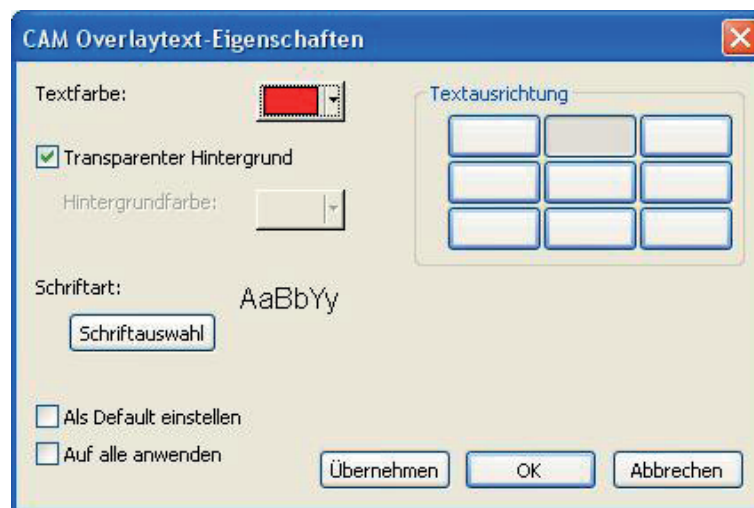 CAM Overlaytext-Eigenschaften
Textfarbe:
Textausrichtung
Transparenter Hintergrund
Hintergrundfarbe:
Schriftart:
AaBbYy
Schriftauswahl
Als Default einstellen
Auf alle anwenden
Übernehmen
OK
Abbrechen